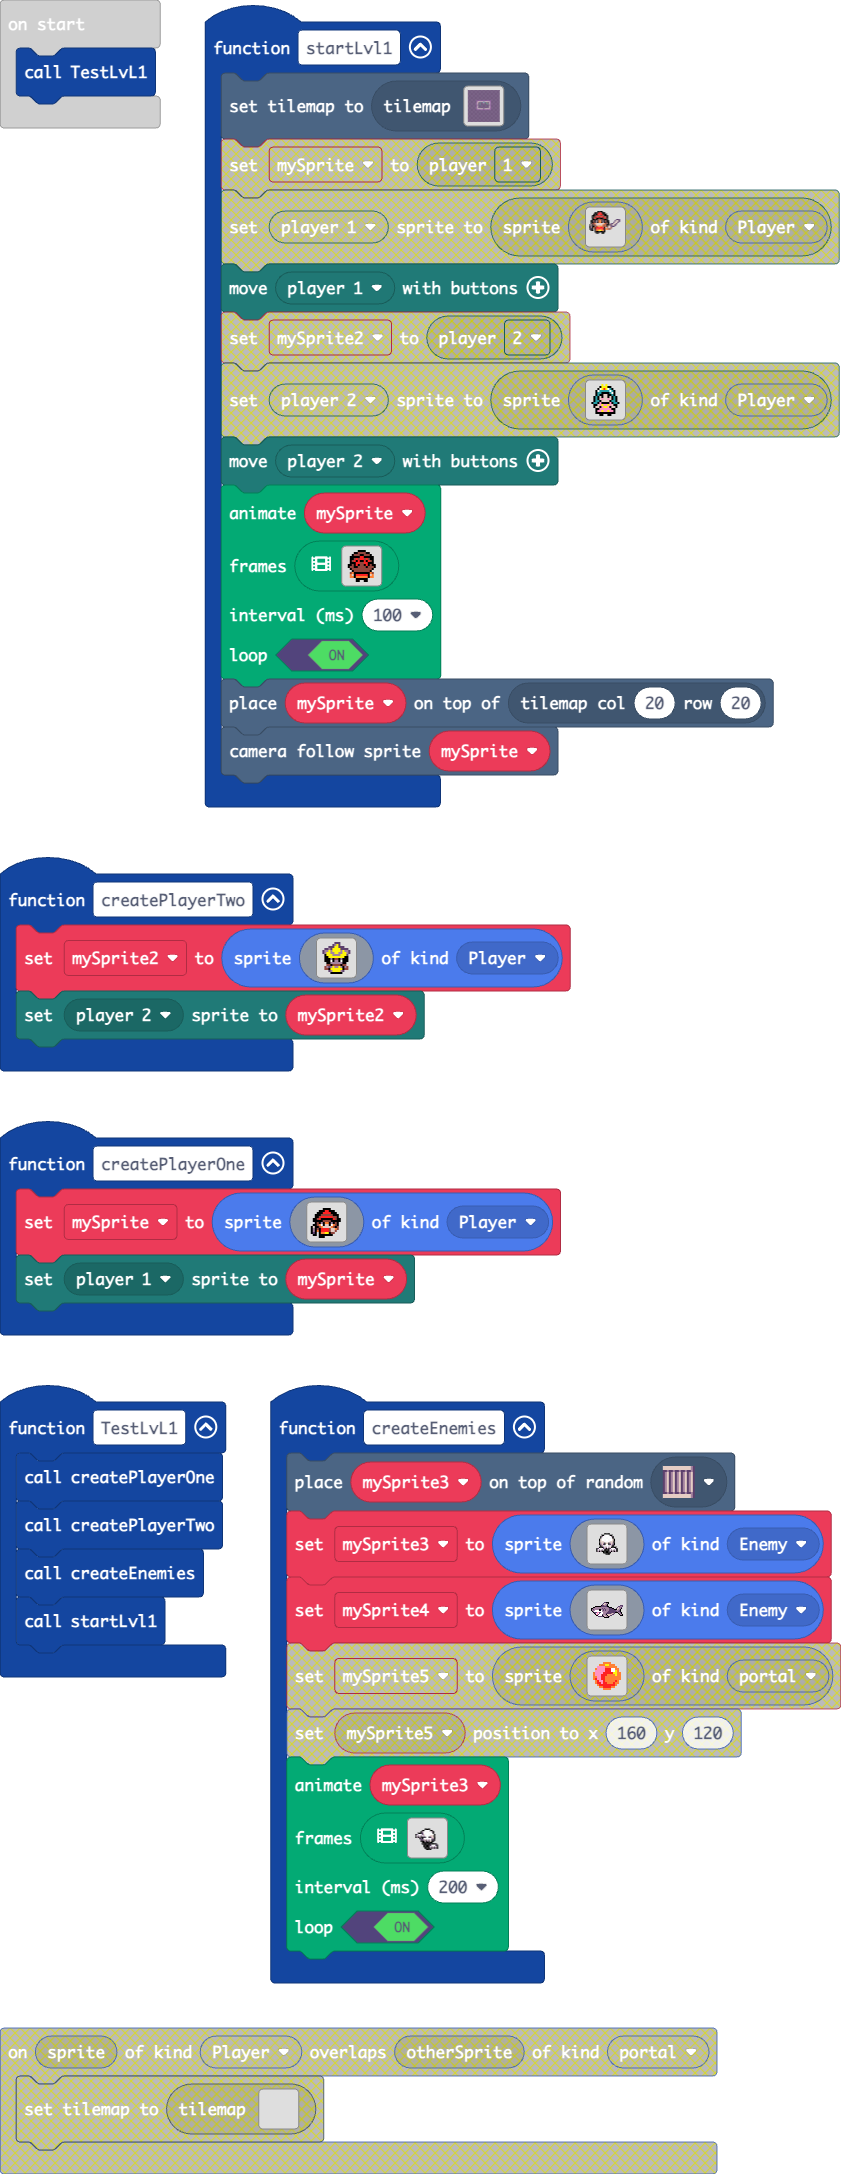 on start
call TestLvL1
function startLvl1
set tilemap to tilemap
set mySprite to player 1
set player 1 sprite to sprite of kind Player
move player 1 with buttons
set mySprite2 to player 2
set player 2 sprite to sprite of kind Player
move player 2 with buttons
animate mySprite
frames
interval (ms) 100
loop ON
place mySprite on top of tilemap col 20 row 20
camera follow sprite mySprite
function createPlayerTwo
set mySprite2 to sprite of kind Player
set player 2 sprite to mySprite2
function createPlayerOne
set mySprite to sprite of kind Player
set player 1 sprite to mySprite
function TestLvL1
call createPlayerOne
call createPlayerTwo
call createEnemies
call startLvl1
function createEnemies
place mySprite3 on top of random
set mySprite3 to sprite of kind Enemy
set mySprite4 to sprite of kind Enemy
set mySprite5 to sprite of kind portal
set mySprite5 position to x 160 y 120
animate mySprite3
frames
interval (ms) 200
loop ON
on sprite of kind Player overlaps otherSprite of kind portal
set tilemap to tilemap